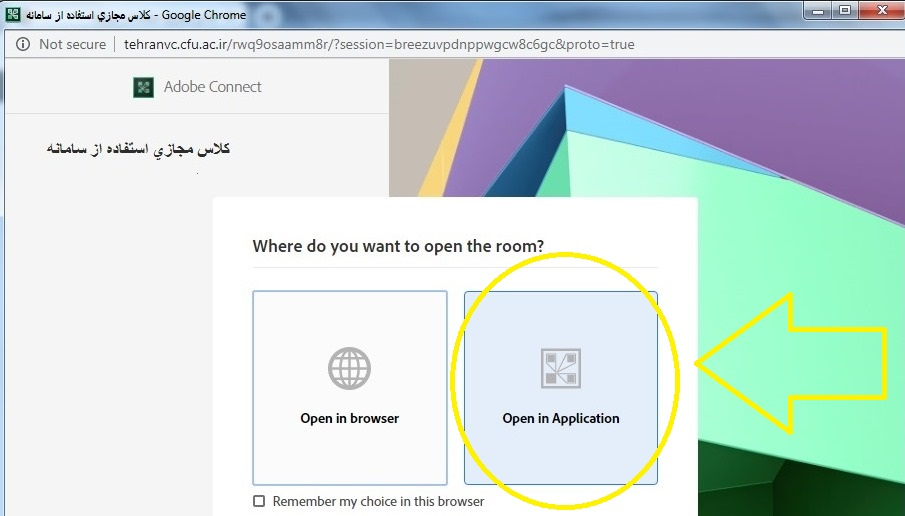 كلاس مجازي استفاده از سامانه - Google Chrome
Not secure | tehranvc.cfu.ac.ir/rwq9osaamm8r/?session=breezuvpdnppwgcw8c6gc&proto=true
Adobe Connect
كلاس مجازي استفاده از سامانه
Where do you want to open the room?
Open in browser
Open in Application
Remember my choice in this browser